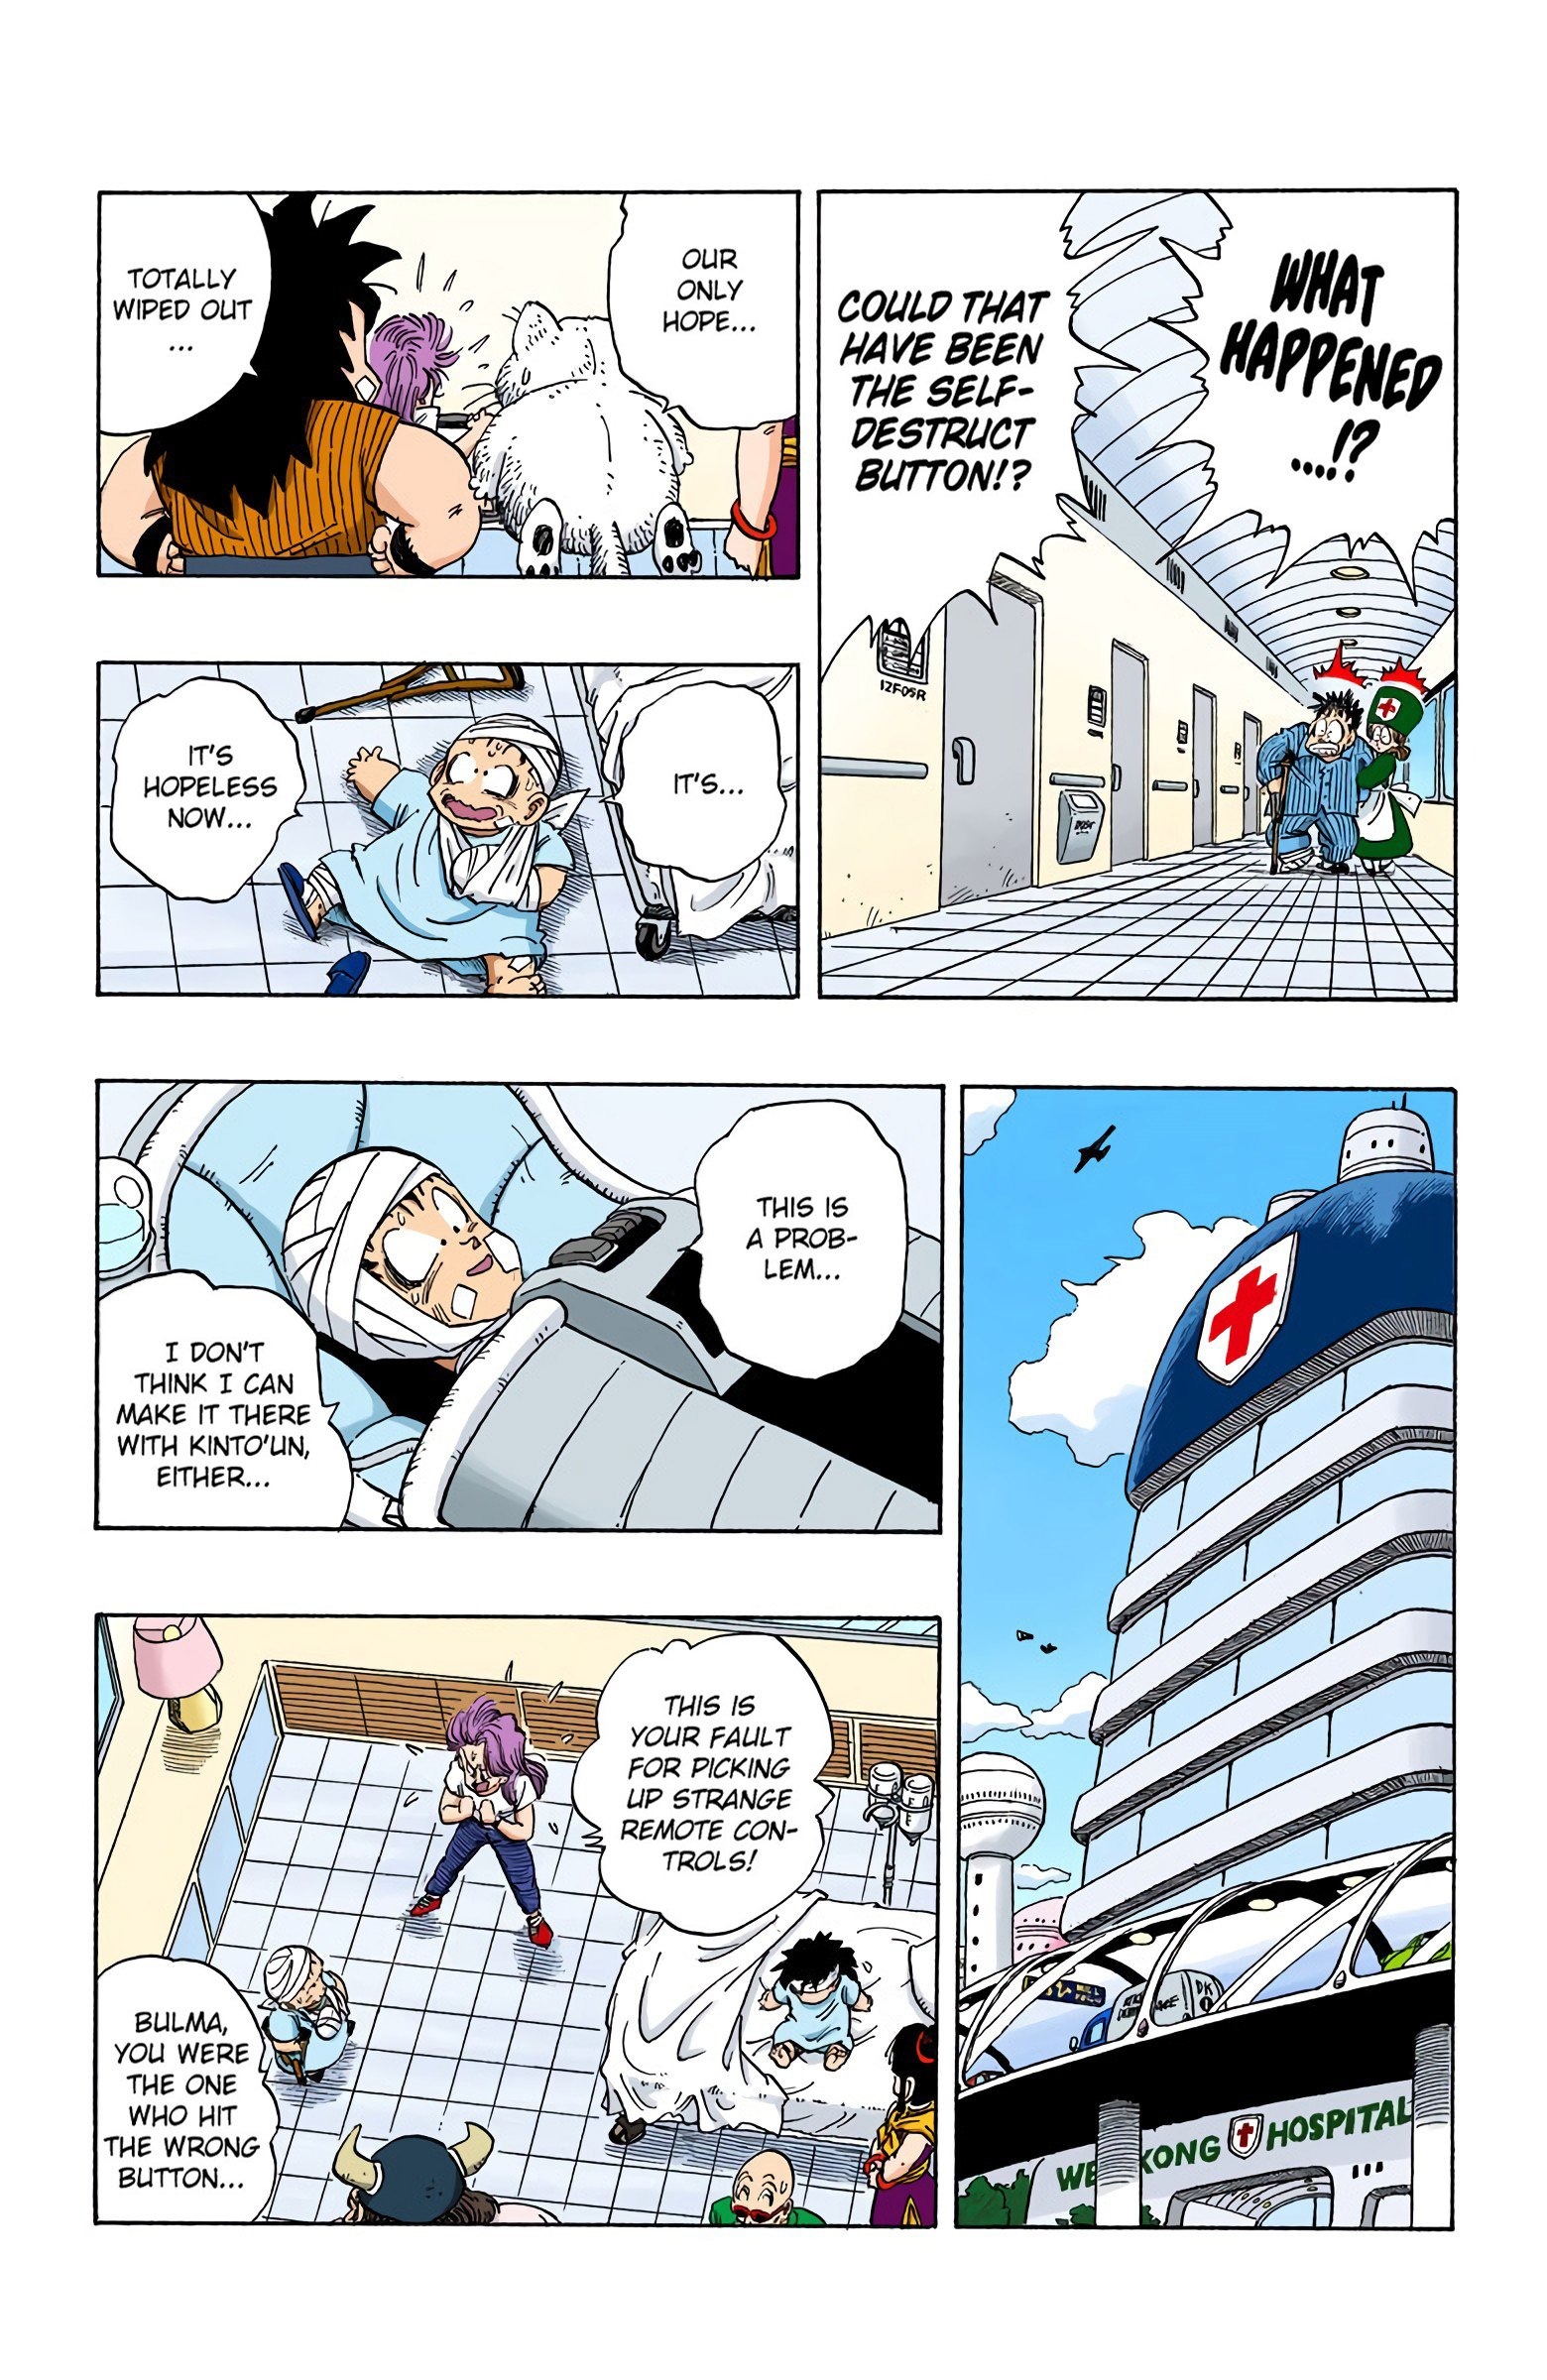 WHAT
HAPPENED
....!?
COULD THAT
HAVE BEEN
THE SELF-
DESTRUCT
BUTTON!?
12F05R
OUR
ONLY
HOPE...
TOTALLY
WIPED OUT
...
IT'S...
IT'S
HOPELESS
NOW...
HOSPITAL
KONG
THIS IS
A PROB-
LEM...
I DON'T
THINK I CAN
MAKE IT THERE
WITH KINTO'UN,
EITHER...
THIS IS
YOUR FAULT
FOR PICKING
UP STRANGE
REMOTE CON-
TROLS!
BULMA,
YOU WERE
THE ONE
WHO HIT
THE WRONG
BUTTON...